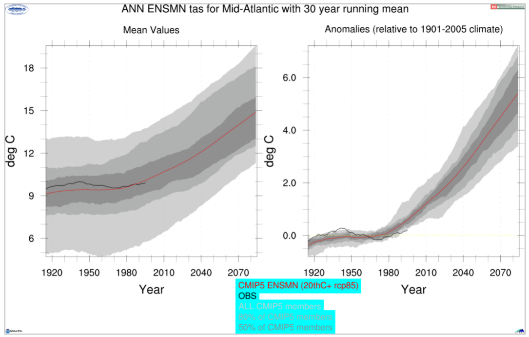 ANN ENSMN tas for Mid-Atlantic with 30 year running mean
Mean Values
Anomalies (relative to 1901-2005 climate)
deg C
18
15
12
9
6
1920 1950 1980 2010 2040 2070
Year
deg C
6.0
4.0
2.0
0.0
1920 1950 1980 2010 2040 2070
Year
CMIP5 ENSMN (20thC+ rcp85)
OBS
ALL CMIP5 members
50% of CMIP5 members